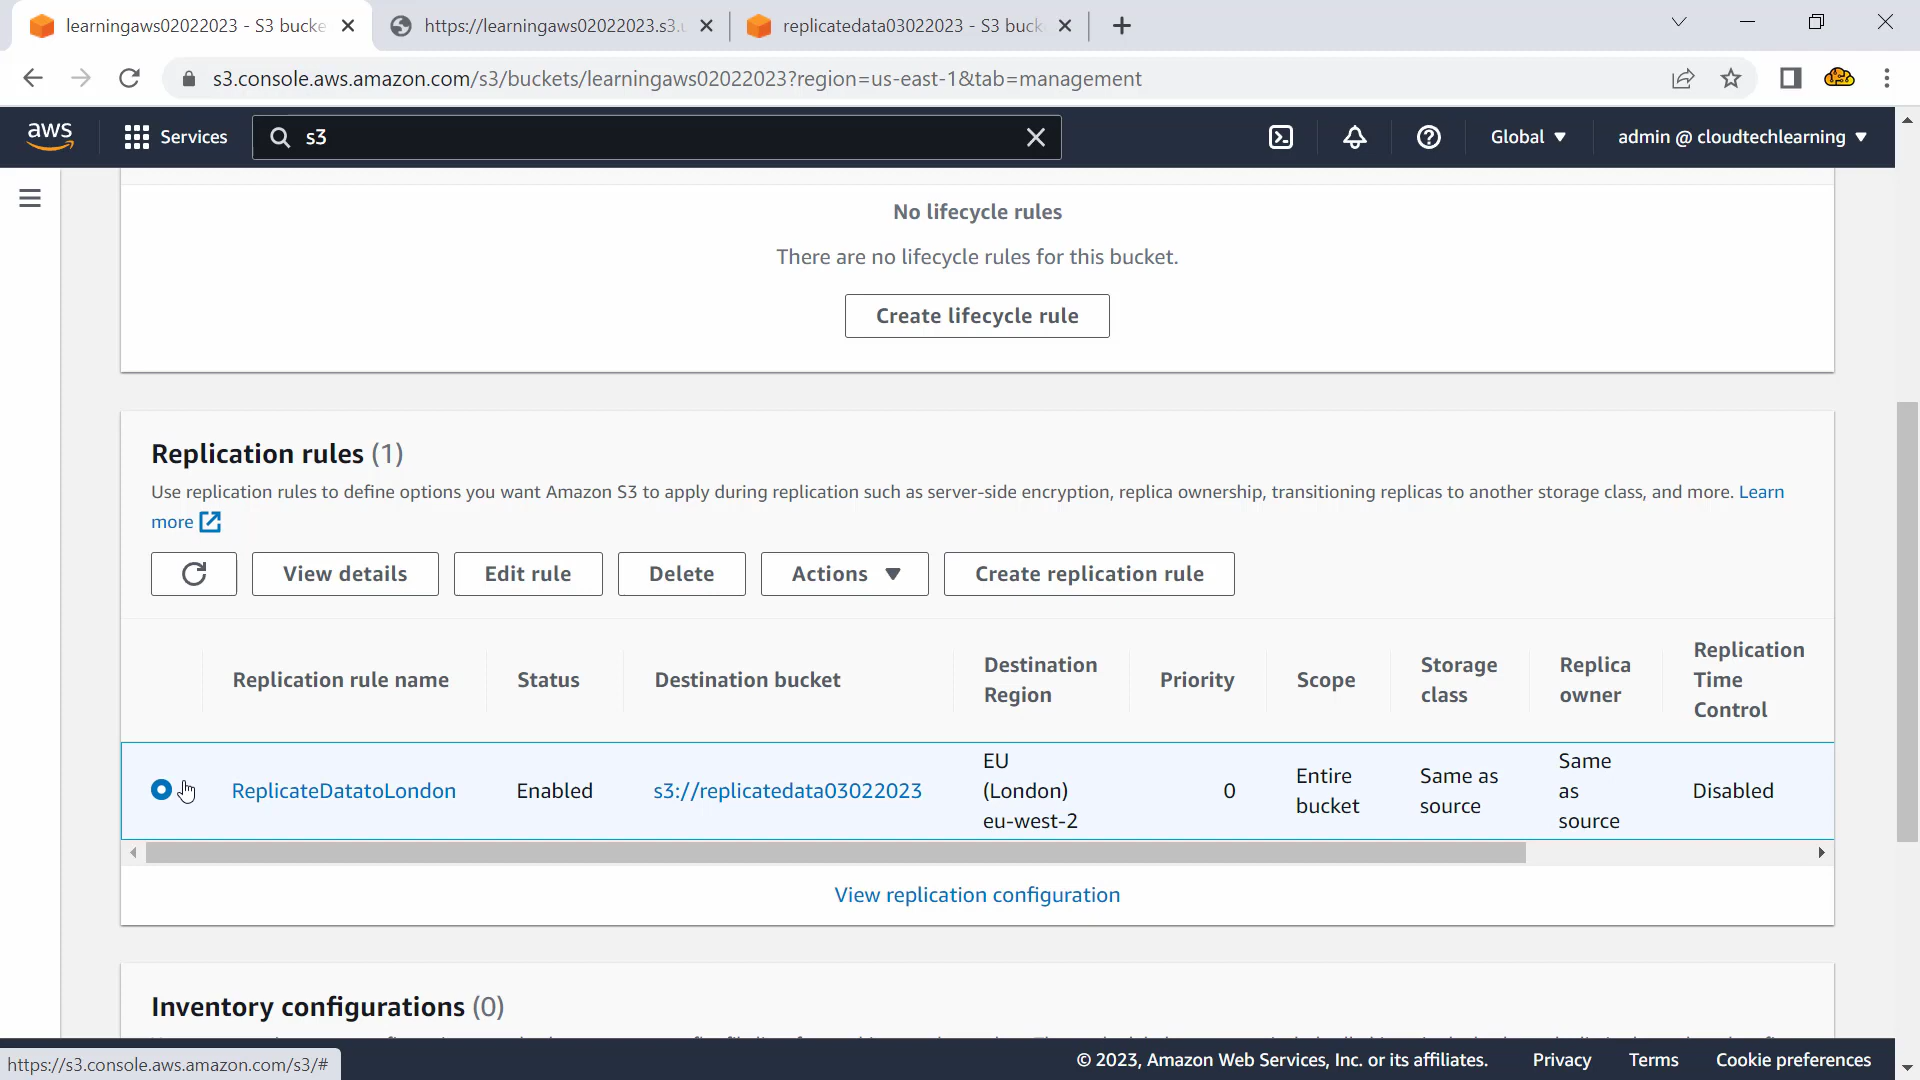 learningaws02022023 - S3 bucke
https://learningaws02022023.s3.
replicatedata03022023 - S3 buck
s3.console.aws.amazon.com/s3/buckets/learningaws02022023?region=us-east-1&tab=management
aws
Services
s3
Global
admin @ cloudtechlearning
No lifecycle rules
There are no lifecycle rules for this bucket.
Create lifecycle rule
Replication rules (1)
Use replication rules to define options you want Amazon S3 to apply during replication such as server-side encryption, replica ownership, transitioning replicas to another storage class, and more. Learn
more
View details
Edit rule
Delete
Actions
Create replication rule
Replication rule name
Status
Destination bucket
Destination
Region
Priority
Scope
Storage
class
Replica
owner
Replication
Time
Control
ReplicateDatatoLondon
Enabled
s3://replicatedata03022023
EU
(London)
eu-west-2
0
Entire
bucket
Same as
source
Same
as
source
Disabled
View replication configuration
Inventory configurations (0)
https://s3.console.aws.amazon.com/s3/#
© 2023, Amazon Web Services, Inc. or its affiliates.
Privacy
Terms
Cookie preferences